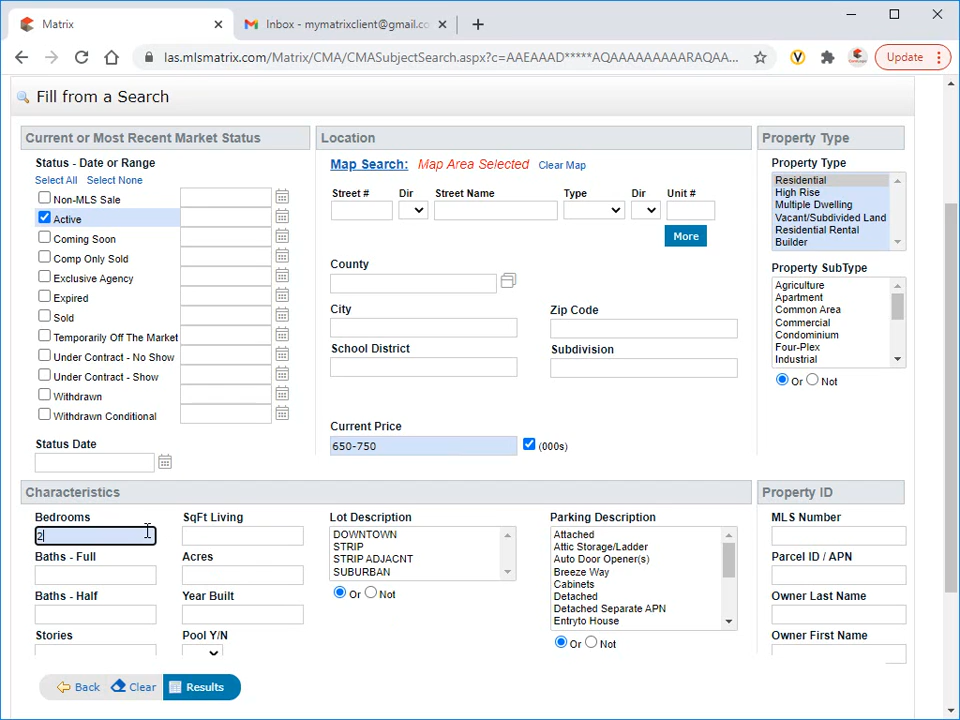 Matrix
Inbox - mymatrixclient@gmail.co
las.mlsmatrix.com/Matrix/CMA/CMASubjectSearch.aspx?c=AAEAAAD*****AQAAAAAAAAARAQAA...
Update
Fill from a Search
Current or Most Recent Market Status
Status - Date or Range
Select All Select None
Non-MLS Sale
Active
Coming Soon
Comp Only Sold
Exclusive Agency
Expired
Sold
Temporarily Off The Market
Under Contract - No Show
Under Contract - Show
Withdrawn
Withdrawn Conditional
Status Date
Location
Map Search: Map Area Selected Clear Map
Street # Dir Street Name Type Dir Unit #
More
County
City Zip Code
School District Subdivision
Current Price
650-750 (000s)
Property Type
Property Type
Residential
High Rise
Multiple Dwelling
Vacant/Subdivided Land
Residential Rental
Builder
Property SubType
Agriculture
Apartment
Common Area
Commercial
Condominium
Four-Plex
Industrial
Or Not
Characteristics
Bedrooms
2
Baths - Full
Baths - Half
Stories
SqFt Living
Acres
Year Built
Pool Y/N
Lot Description
DOWNTOWN
STRIP
STRIP ADJACNT
SUBURBAN
Or Not
Parking Description
Attached
Attic Storage/Ladder
Auto Door Opener(s)
Breeze Way
Cabinets
Detached
Detached Separate APN
Entryto House
Or Not
Property ID
MLS Number
Parcel ID / APN
Owner Last Name
Owner First Name
Back Clear Results